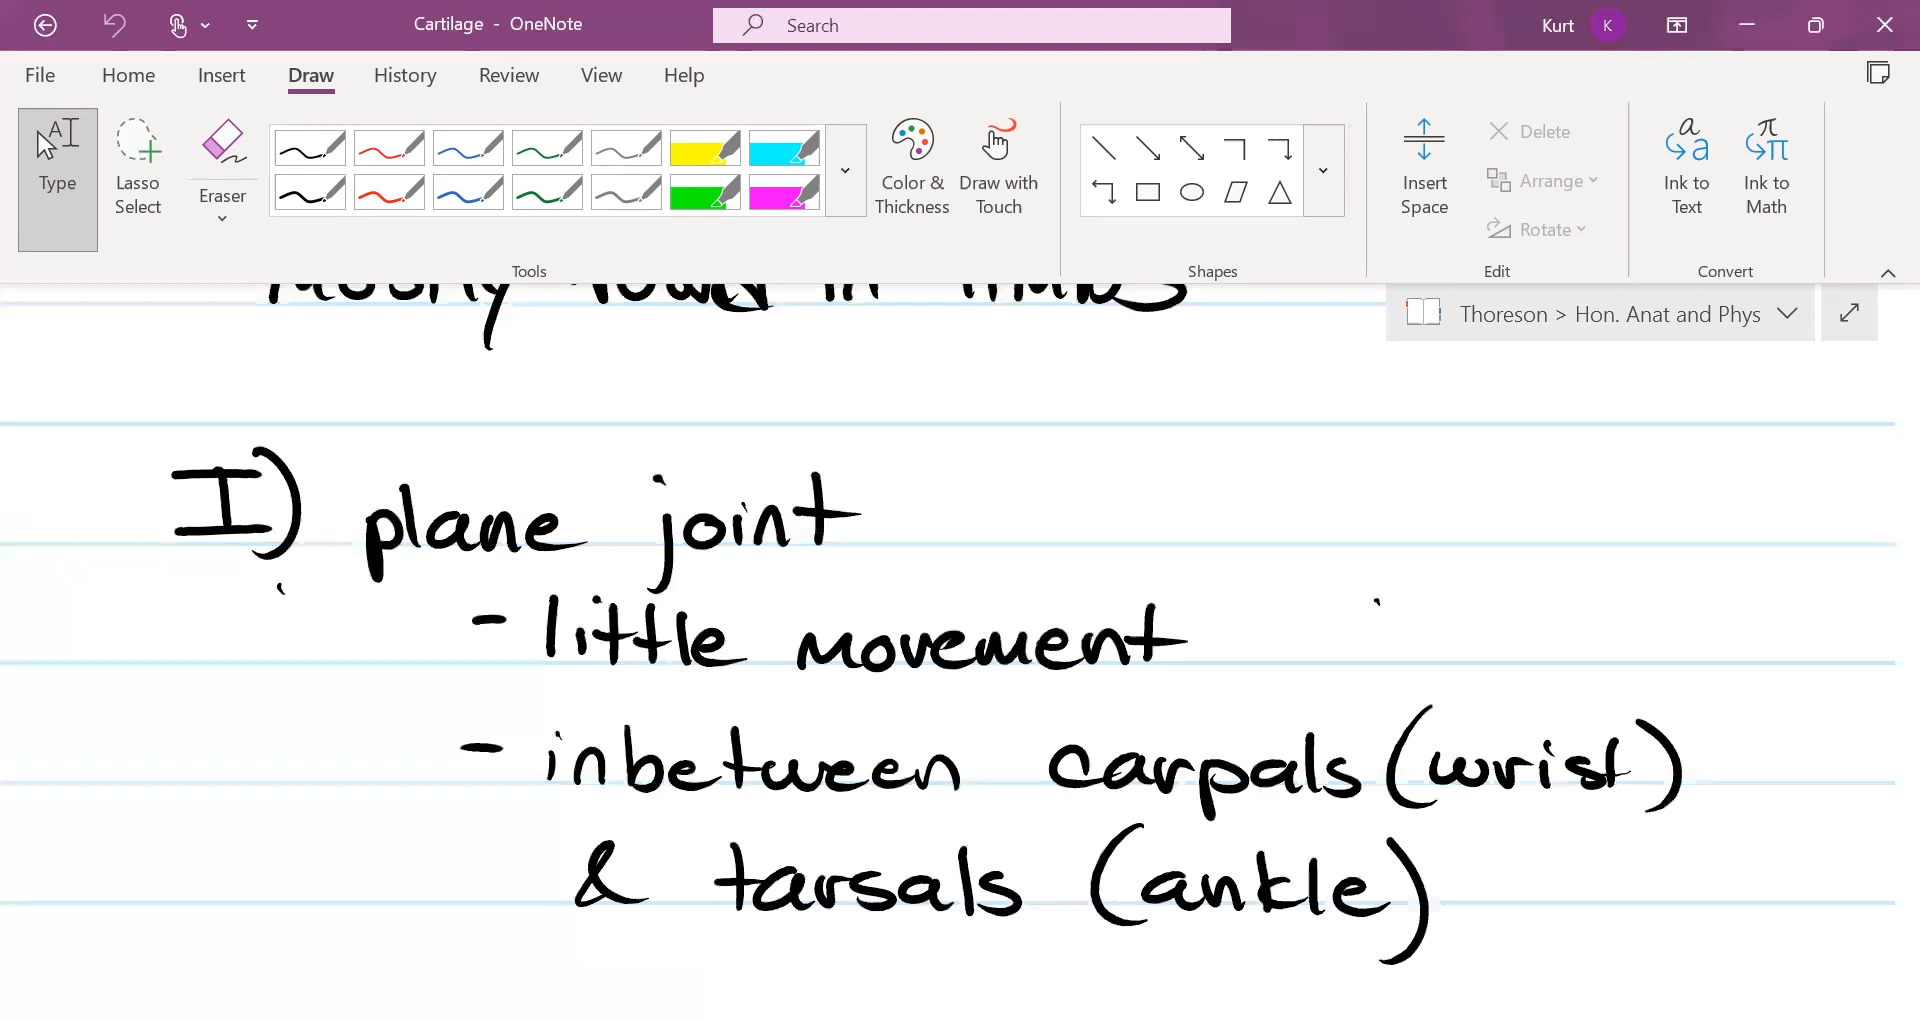 Cartilage - OneNote
Search
Kurt
K
File Home Insert Draw History Review View Help
Type
Lasso Select
Eraser
Color & Thickness
Draw with Touch
Insert Space
Delete
Arrange
Rotate
Ink to Text
Ink to Math
Tools
Shapes
Edit
Convert
Thoreson > Hon. Anat and Phys
in
I) plane joint
- little movement
- inbetween carpals (wrist)
& tarsals (ankle)